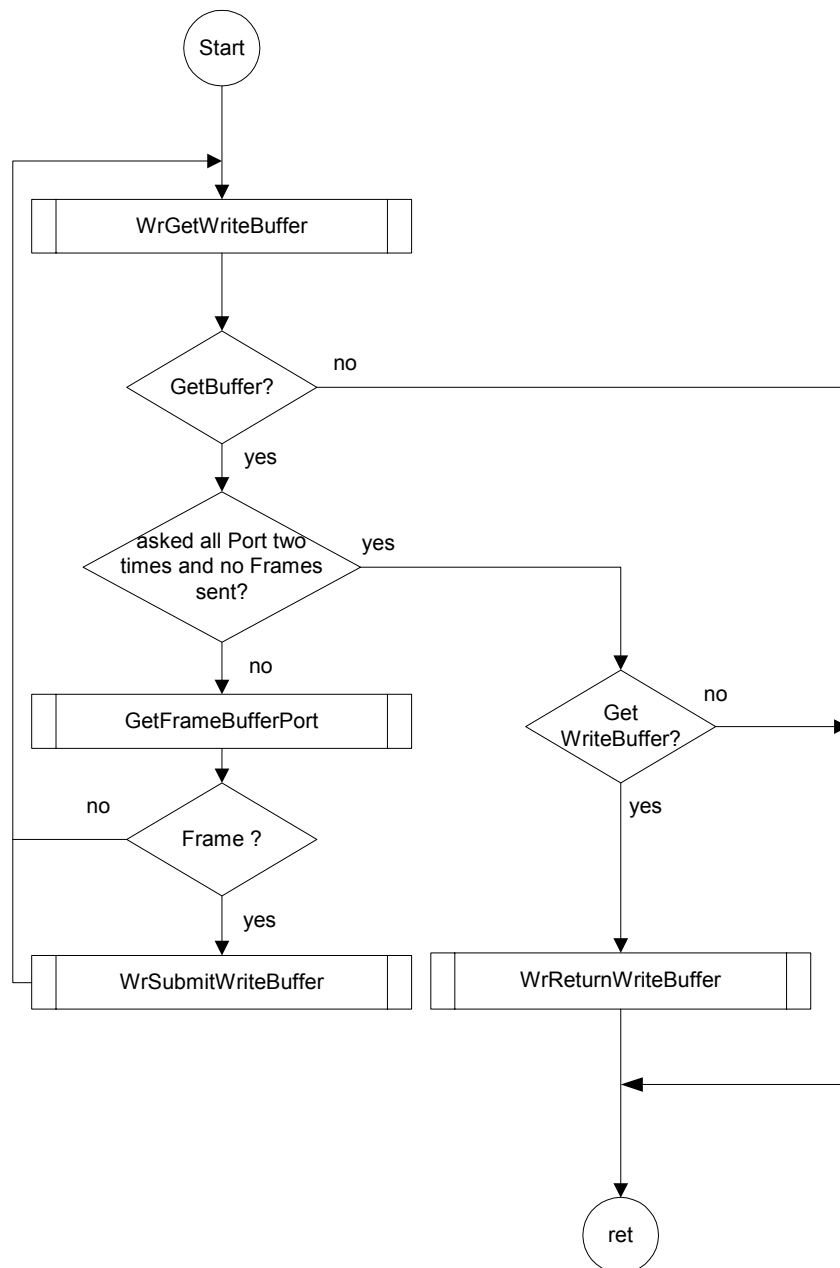 Start
WrGetWriteBuffer
GetBuffer?
no
yes
asked all Port two
times and no Frames
sent?
yes
no
GetFrameBufferPort
Get
WriteBuffer?
no
yes
Frame ?
no
yes
WrSubmitWriteBuffer
WrReturnWriteBuffer
ret